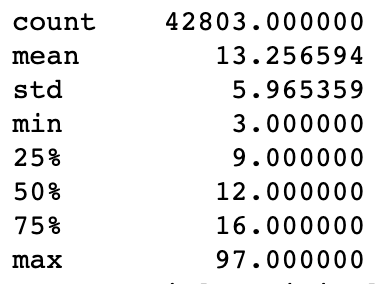 count 42803.000000
mean 13.256594
std 5.965359
min 3.000000
25% 9.000000
50% 12.000000
75% 16.000000
max 97.000000